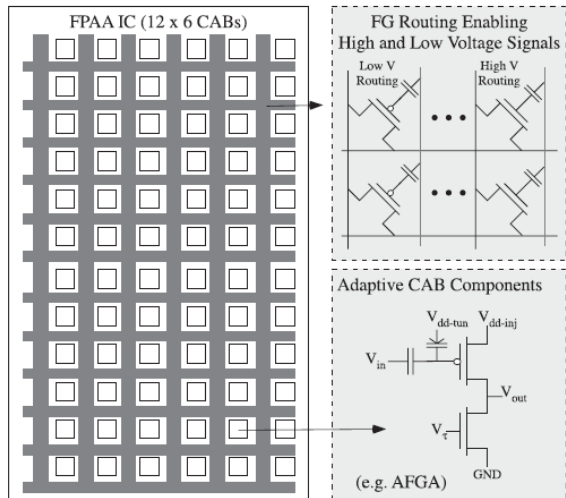 FPAA IC (12 x 6 CABs)
FG Routing Enabling
High and Low Voltage Signals
Low V
Routing
High V
Routing
Adaptive CAB Components
Vdd-tun
Vdd-inj
Vin
Vout
Vτ
GND
(e.g. AFGA)